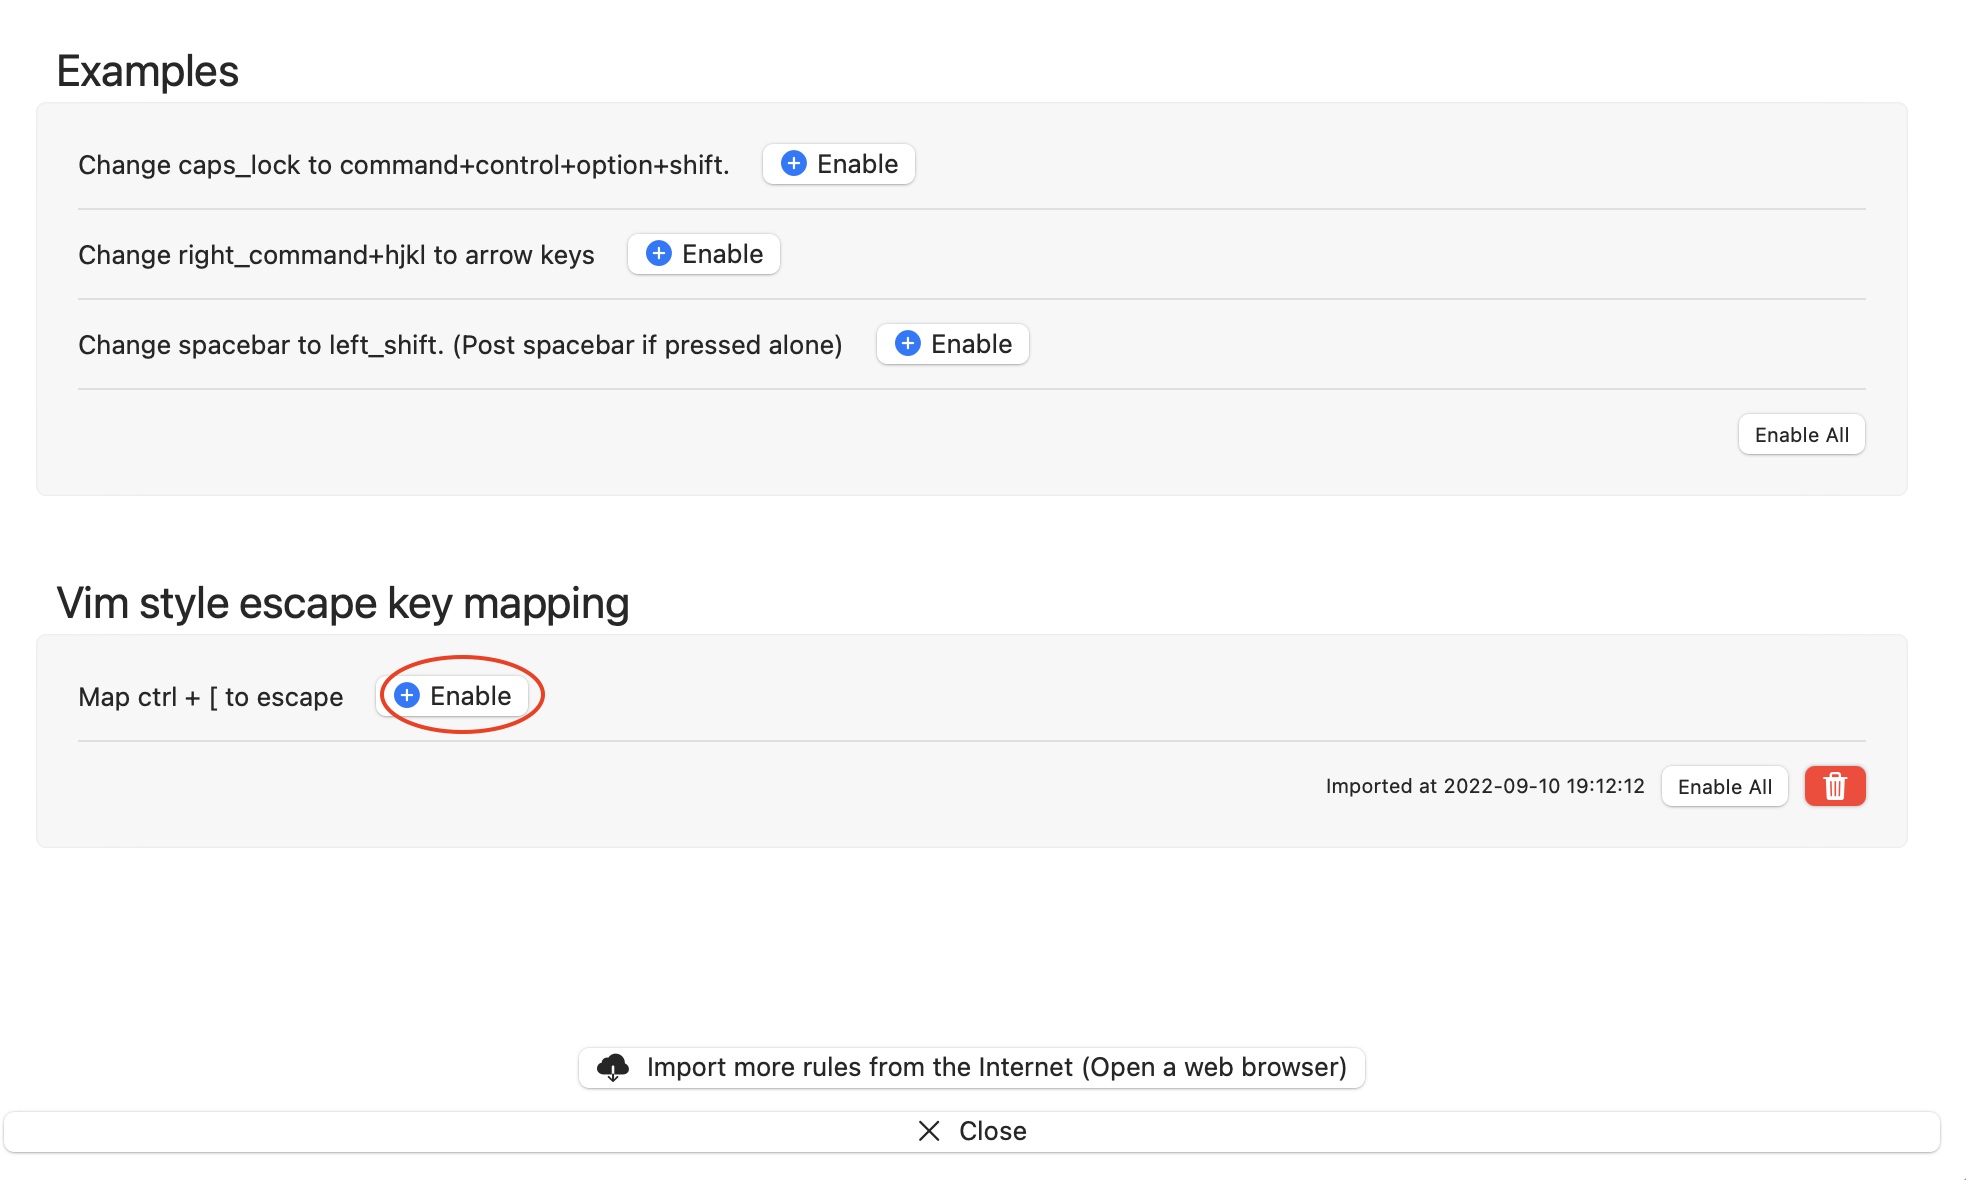 Examples
Change caps_lock to command+control+option+shift. Enable
Change right_command+hjkl to arrow keys Enable
Change spacebar to left_shift. (Post spacebar if pressed alone) Enable
Enable All
Vim style escape key mapping
Map ctrl + [ to escape Enable
Imported at 2022-09-10 19:12:12 Enable All
Import more rules from the Internet (Open a web browser)
Close